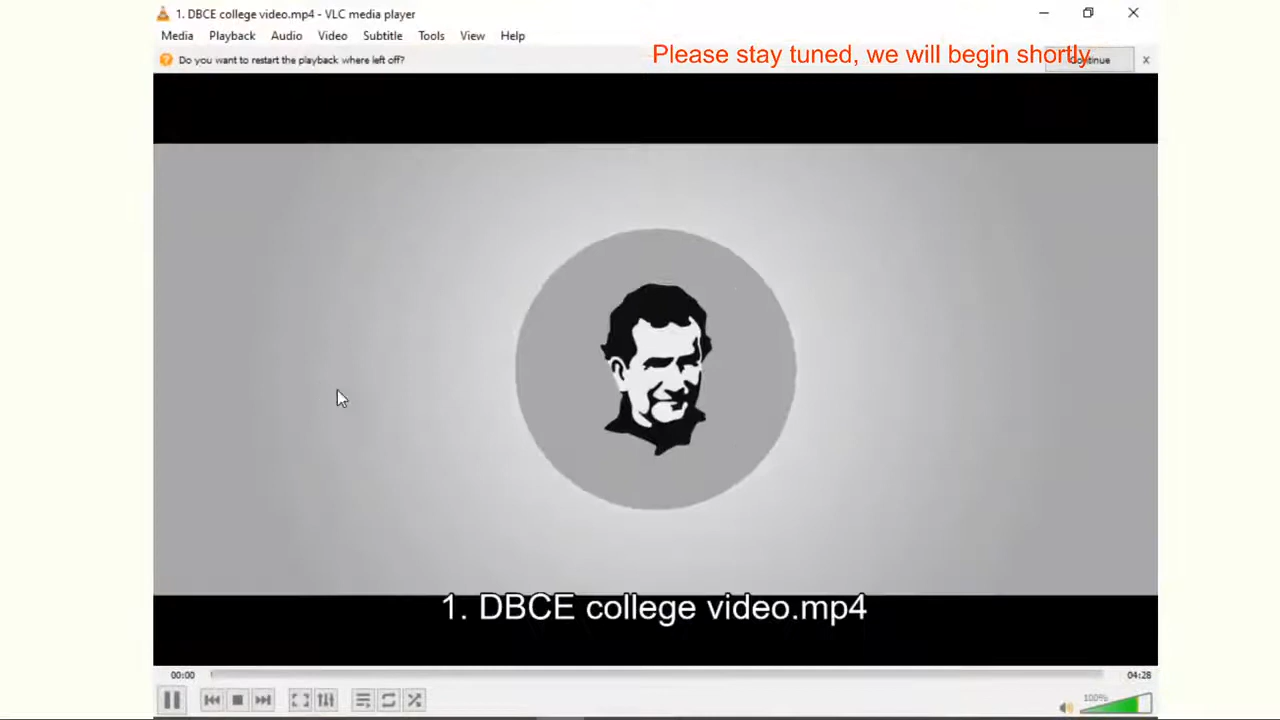 1. DBCE college video.mp4 - VLC media player
Media Playback Audio Video Subtitle Tools View Help
Do you want to restart the playback where left off?
Please stay tuned, we will begin shortly
1. DBCE college video.mp4
00:00
04:28
100%